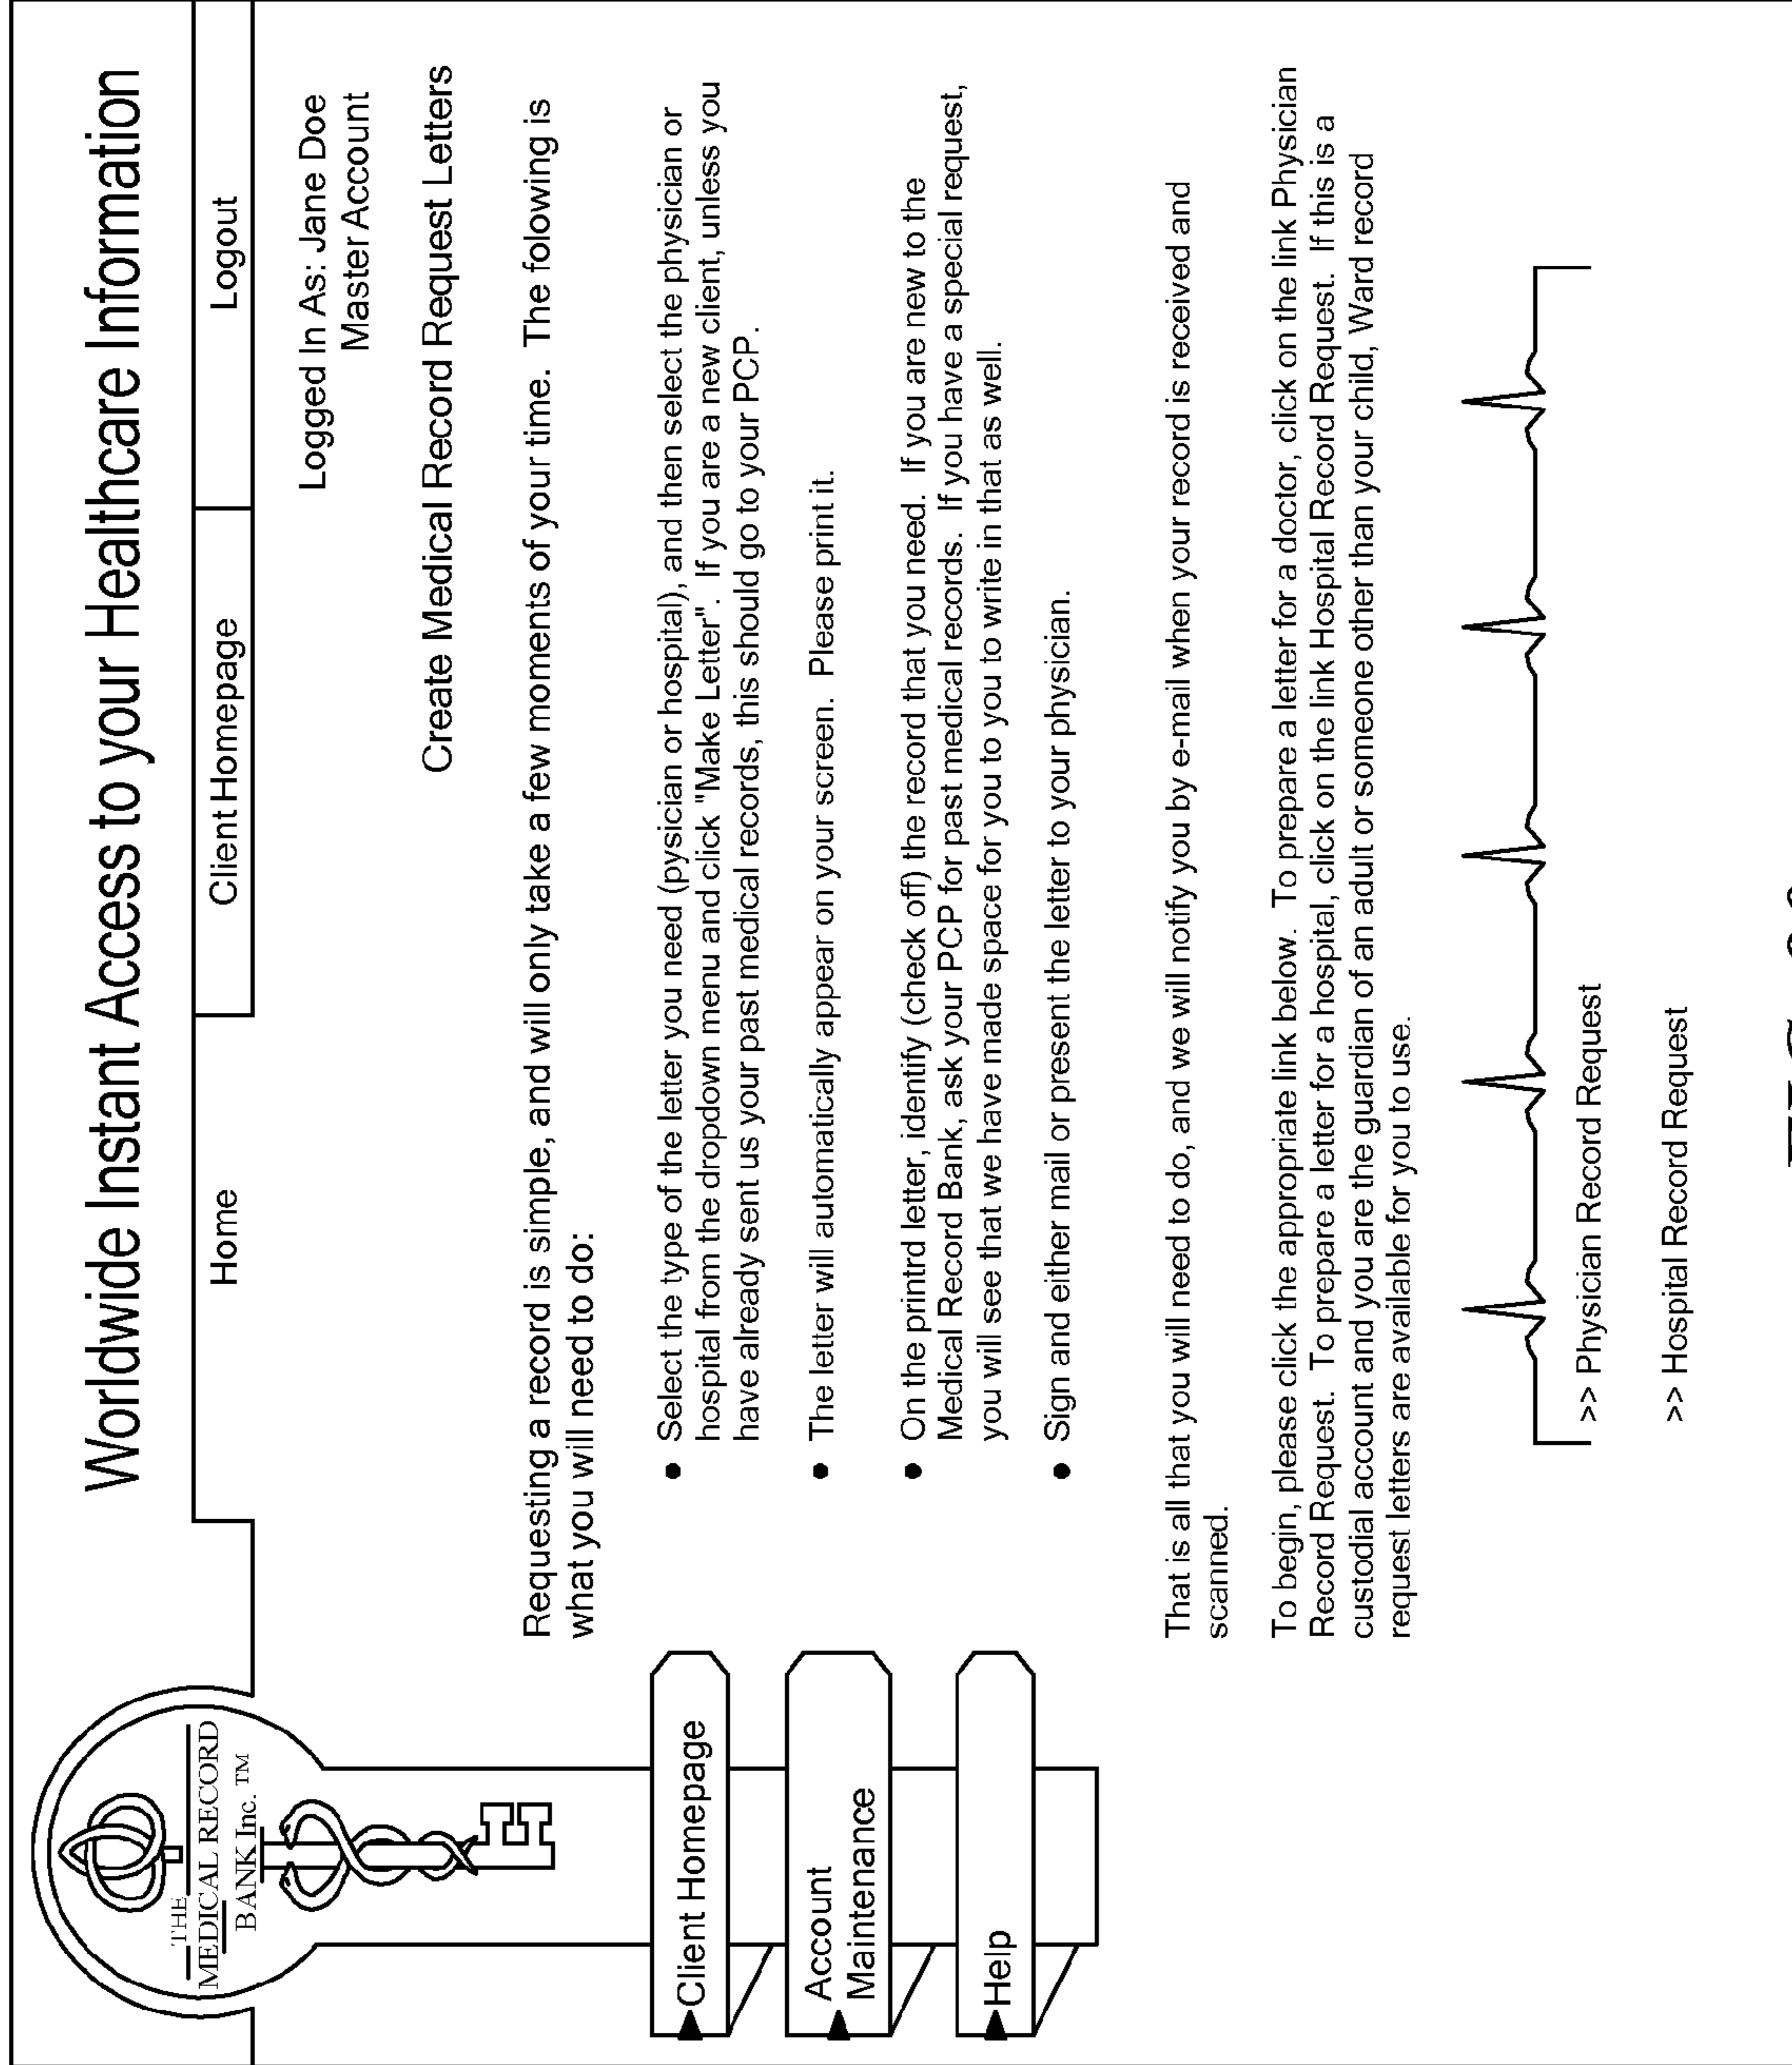 Worldwide Instant Access to your Healthcare Information
Home
Client Homepage
Logout
THE
MEDICAL RECORD
BANK Inc. ™
Logged In As: Jane Doe
Master Account
Create Medical Record Request Letters
Requesting a record is simple, and will only take a few moments of your time. The folowing is
what you will need to do:
Client Homepage
Account
Maintenance
Help
• Select the type of the letter you need (pysician or hospital), and then select the physician or
hospital from the dropdown menu and click "Make Letter". If you are a new client, unless you
have already sent us your past medical records, this should go to your PCP.
• The letter will automatically appear on your screen. Please print it.
• On the printrd letter, identify (check off) the record that you need. If you are new to the
Medical Record Bank, ask your PCP for past medical records. If you have a special request,
you will see that we have made space for you to you to write in that as well.
• Sign and either mail or present the letter to your physician.
That is all that you will need to do, and we will notify you by e-mail when your record is received and
scanned.
To begin, please click the appropriate link below. To prepare a letter for a doctor, click on the link Physician
Record Request. To prepare a letter for a hospital, click on the link Hospital Record Request. If this is a
custodial account and you are the guardian of an adult or someone other than your child, Ward record
request letters are available for you to use.
>> Physician Record Request
>> Hospital Record Request